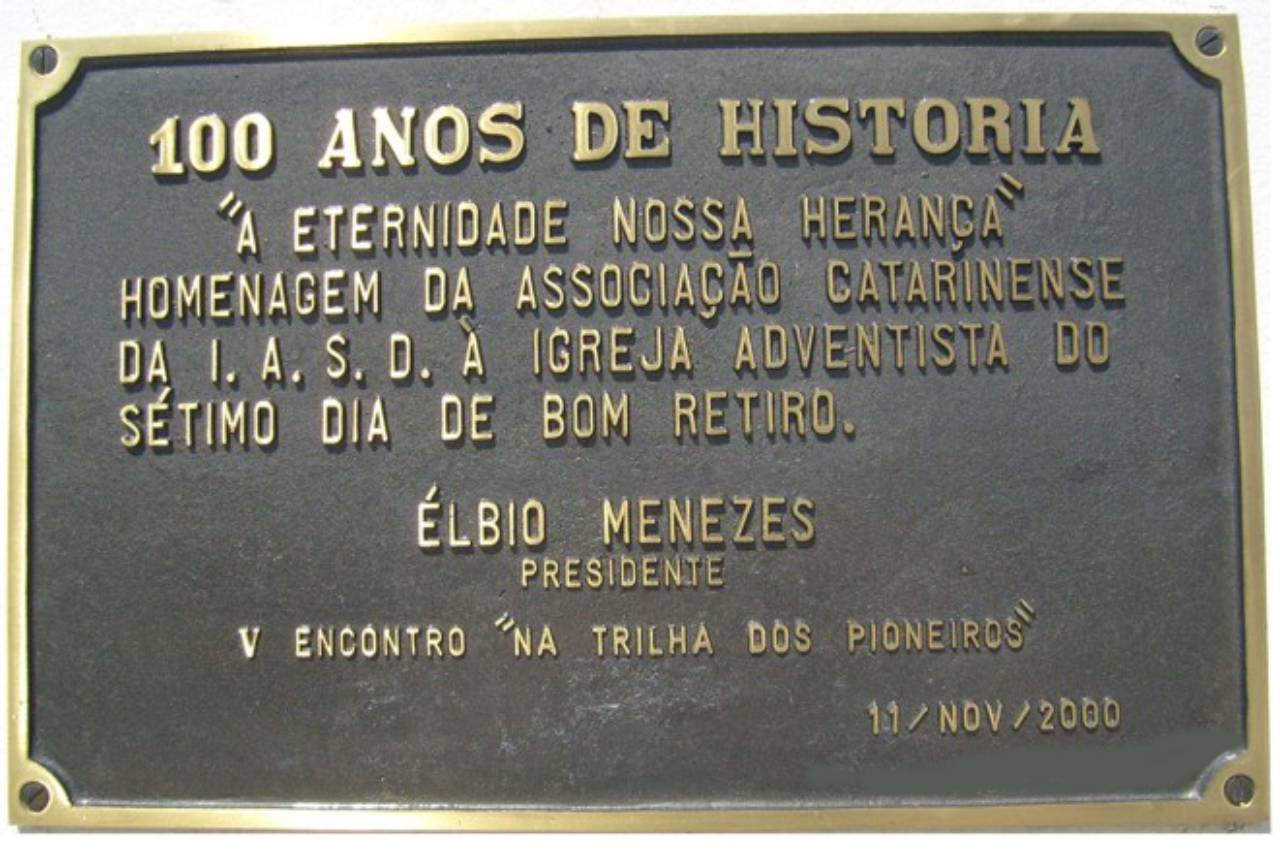 100 ANOS DE HISTORIA
"A ETERNIDADE NOSSA HERANÇA"
HOMENAGEM DA ASSOCIAÇÃO CATARINENSE
DA I. A. S. D. À IGREJA ADVENTISTA DO
SÉTIMO DIA DE BOM RETIRO.
ÉLBIO MENEZES
PRESIDENTE
V ENCONTRO "NA TRILHA DOS PIONEIROS"
11/NOV/2000